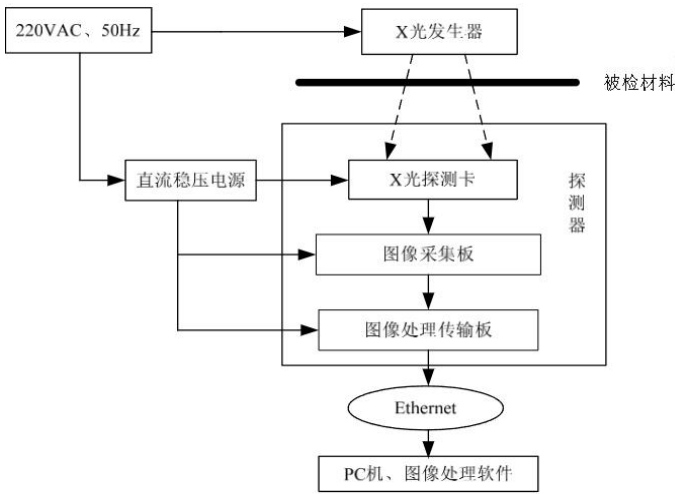 220VAC、50Hz
X光发生器
被检材料
直流稳压电源
X光探测卡
探测器
图像采集板
图像处理传输板
Ethernet
PC机、图像处理软件